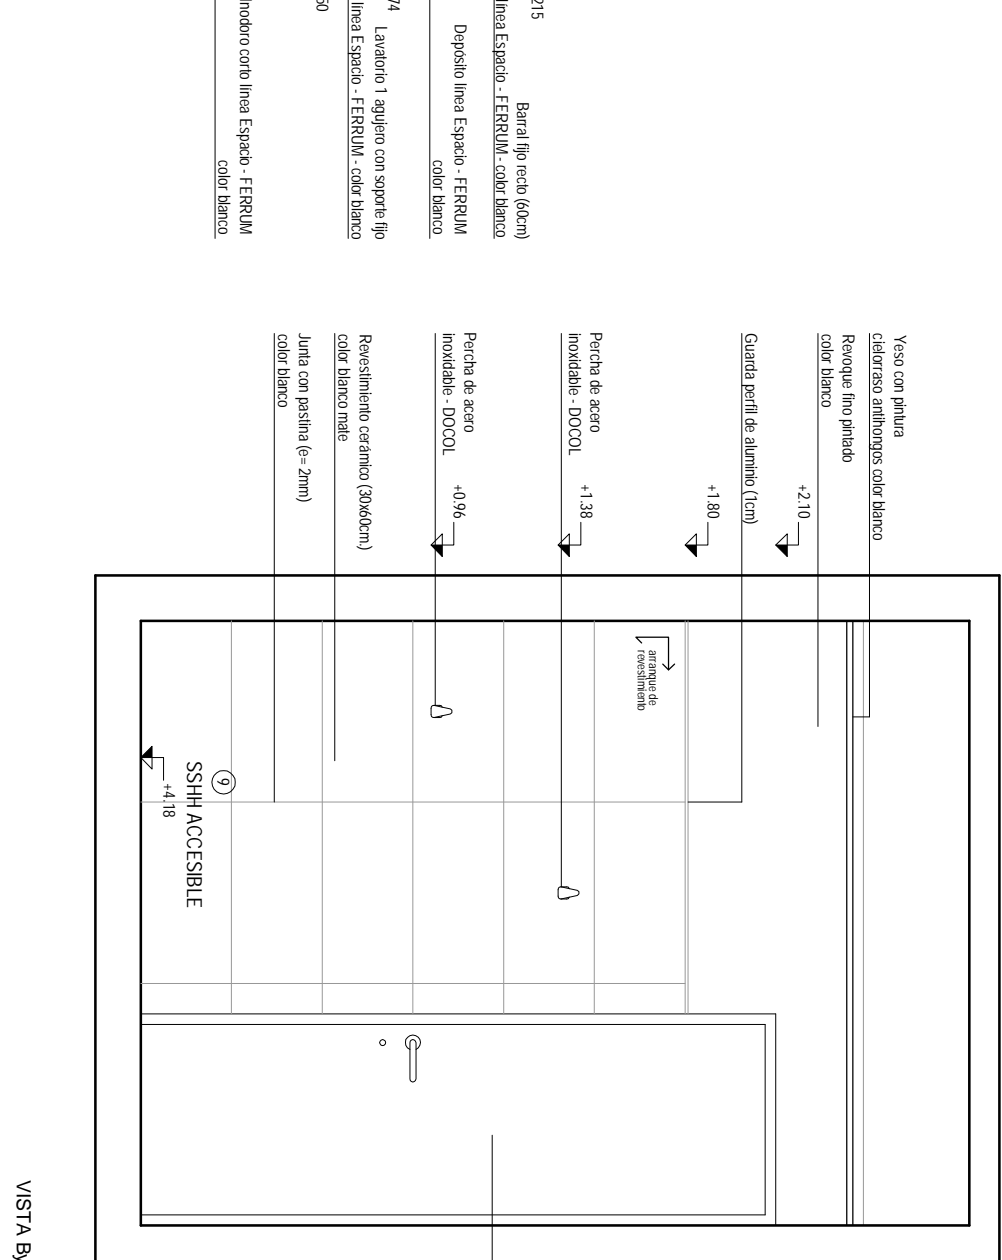 215
Barral fijo recto (60cm)
línea Espacio - FERRUM - color blanco
Depósito línea Espacio - FERRUM
color blanco
74
Lavatorio 1 agujero con soporte fijo
línea Espacio - FERRUM - color blanco
60
Inodoro corto línea Espacio - FERRUM
color blanco
Yeso con pintura
cielorraso antihongos color blanco
Revoque fino pintado
color blanco
+2.10
Guarda perfil de aluminio (1cm)
+1.80
Percha de acero
inoxidable - DOCOL
+1.38
Percha de acero
inoxidable - DOCOL
+0.96
Revestimiento cerámico (30x60cm.)
color blanco mate
Junta con pastina (e= 2mm)
color blanco
arranque de
revestimiento
9
SSHH ACCESIBLE
+4.18
VISTA By